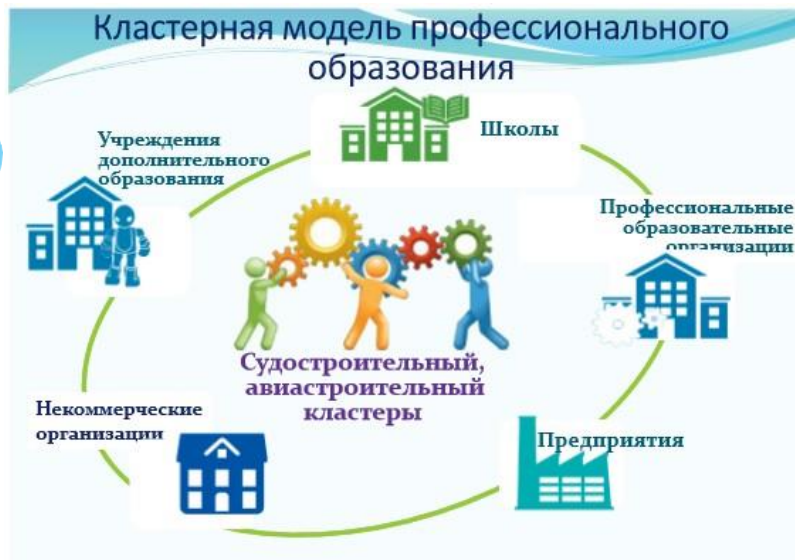 Кластерная модель профессионального
образования
Школы
Учреждения
дополнительного
образования
Профессиональные
образовательные
организации
Судостроительный,
авиастроительный
кластеры
Некоммерческие
организации
Предприятия